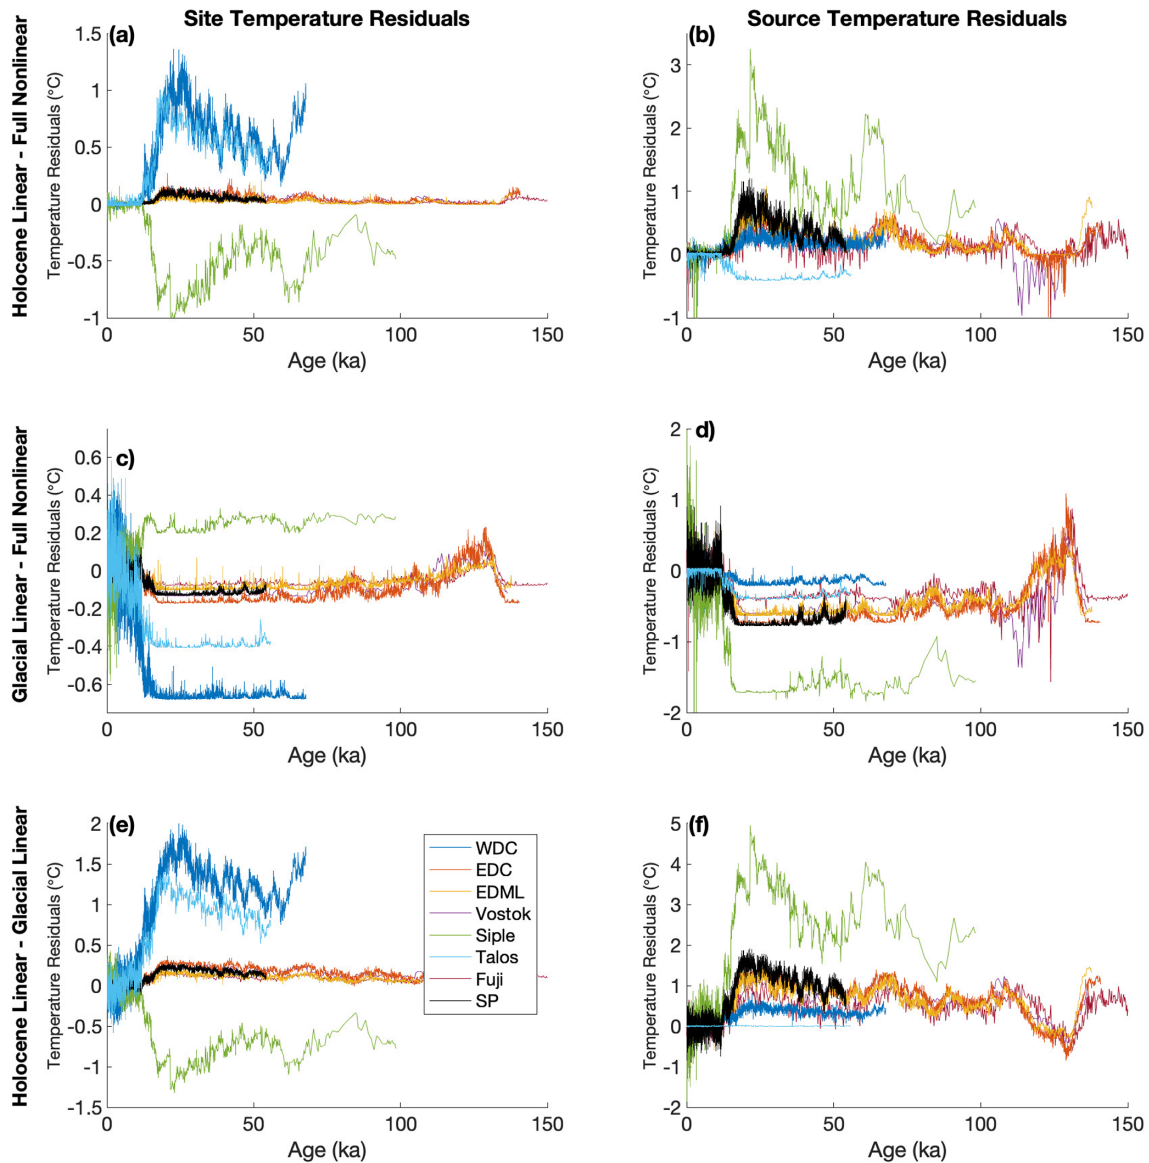 Site Temperature Residuals
Source Temperature Residuals
Holocene Linear - Full Nonlinear
(a)
Temperature Residuals (°C)
1.5
1
0.5
0
-0.5
-1
0
50
100
150
Age (ka)
(b)
Temperature Residuals (°C)
3
2
1
0
-1
0
50
100
150
Age (ka)
Glacial Linear - Full Nonlinear
c)
Temperature Residuals (°C)
0.6
0.4
0.2
0
-0.2
-0.4
-0.6
0
50
100
150
Age (ka)
d)
Temperature Residuals (°C)
2
1
0
-1
-2
0
50
100
150
Age (ka)
Holocene Linear - Glacial Linear
(e)
Temperature Residuals (°C)
2
1.5
1
0.5
0
-0.5
-1
-1.5
0
50
100
150
Age (ka)
WDC
EDC
EDML
Vostok
Siple
Talos
Fuji
SP
(f)
Temperature Residuals (°C)
5
4
3
2
1
0
-1
-2
0
50
100
150
Age (ka)